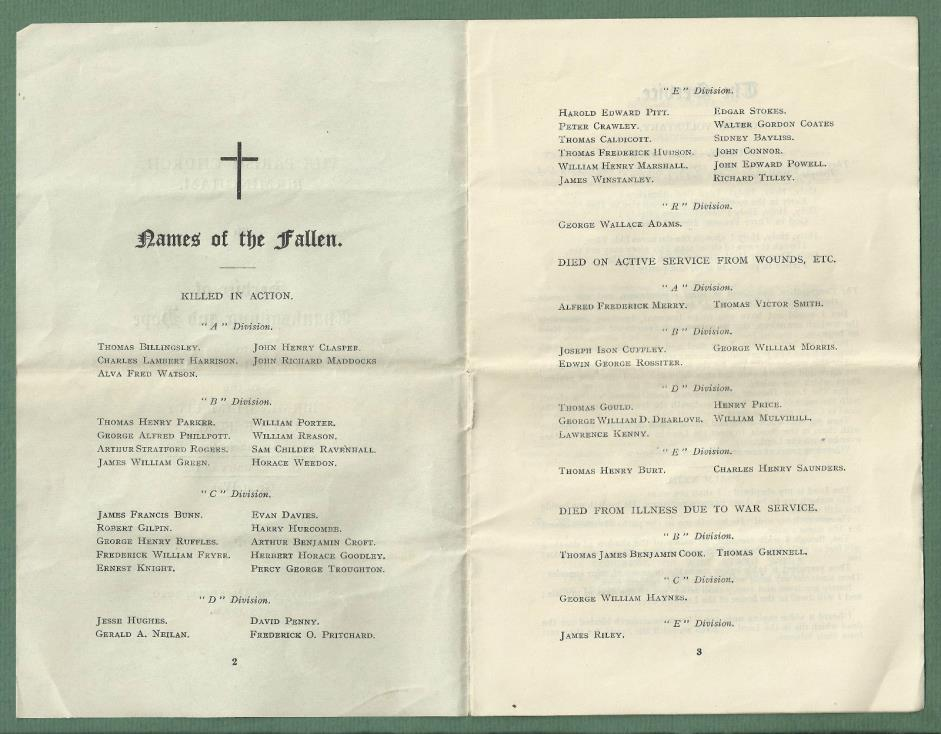 Names of the Fallen.
KILLED IN ACTION.
"A" Division.
THOMAS BILLINGSLEY. JOHN HENRY CLASPER.
CHARLES LAMBERT HARRISON. JOHN RICHARD MADDOCKS
ALVA FRED WATSON.
"B" Division.
THOMAS HENRY PARKER. WILLIAM PORTER.
GEORGE ALFRED PHILLPOTT. WILLIAM REASON.
ARTHUR STRATFORD ROGERS. SAM CHILDER RAVENHALL.
JAMES WILLIAM GREEN. HORACE WEEDON.
"C" Division.
JAMES FRANCIS BUNN. EVAN DAVIES.
ROBERT GILPIN. HARRY HURCOMBE.
GEORGE HENRY RUFFLES. ARTHUR BENJAMIN CROFT.
FREDERICK WILLIAM FRYER. HERBERT HORACE GOODLEY.
ERNEST KNIGHT. PERCY GEORGE TROUGHTON.
"D" Division.
JESSE HUGHES. DAVID PENNY.
GERALD A. NEILAN. FREDERICK O. PRITCHARD.
2
"E" Division.
HAROLD EDWARD PITT. EDGAR STOKES.
PETER CRAWLEY. WALTER GORDON COATES
THOMAS CALDICOTT. SIDNEY BAYLISS.
THOMAS FREDERICK HUDSON. JOHN CONNOR.
WILLIAM HENRY MARSHALL. JOHN EDWARD POWELL.
JAMES WINSTANLEY. RICHARD TILLEY.
"R" Division.
GEORGE WALLACE ADAMS.
DIED ON ACTIVE SERVICE FROM WOUNDS, ETC.
"A" Division.
ALFRED FREDERICK MERRY. THOMAS VICTOR SMITH.
"B" Division.
JOSEPH ISON CUFFLEY. GEORGE WILLIAM MORRIS.
EDWIN GEORGE ROSSITER.
"D" Division.
THOMAS GOULD. HENRY PRICE.
GEORGE WILLIAM D. DEARLOVE. WILLIAM MULVIHILL.
LAWRENCE KENNY.
"E" Division.
THOMAS HENRY BURT. CHARLES HENRY SAUNDERS.
DIED FROM ILLNESS DUE TO WAR SERVICE.
"B" Division.
THOMAS JAMES BENJAMIN COOK. THOMAS GRINNELL.
"C" Division.
GEORGE WILLIAM HAYNES.
"E" Division.
JAMES RILEY.
3